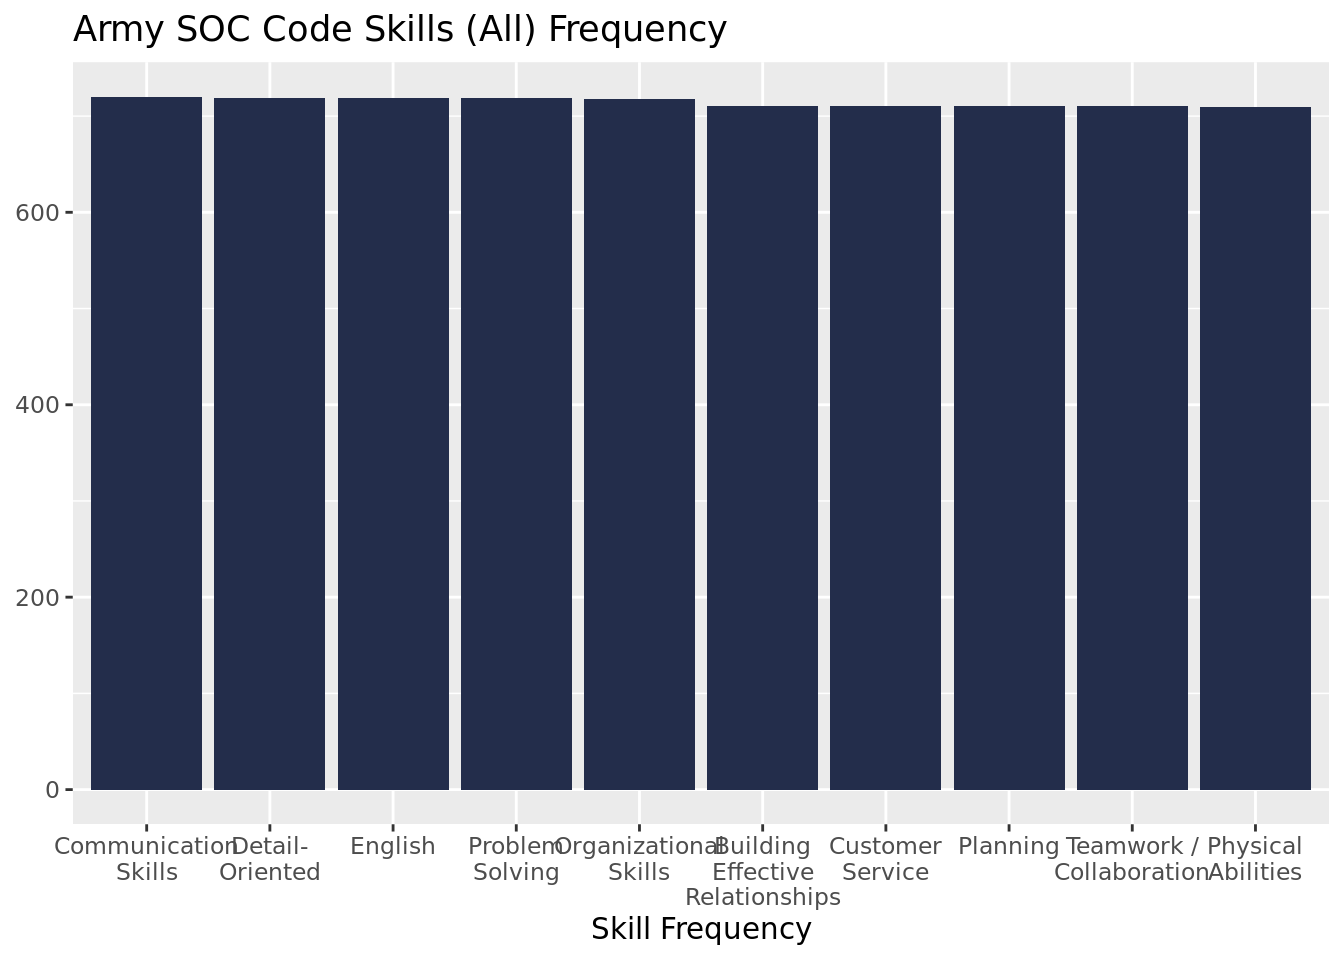 Army SOC Code Skills (All) Frequency
600
400
200
0
Communication
Skills
Detail-
Oriented
English
Problem
Solving
Organizational
Skills
Building
Effective
Relationships
Customer
Service
Planning
Teamwork /
Collaboration
Physical
Abilities
Skill Frequency